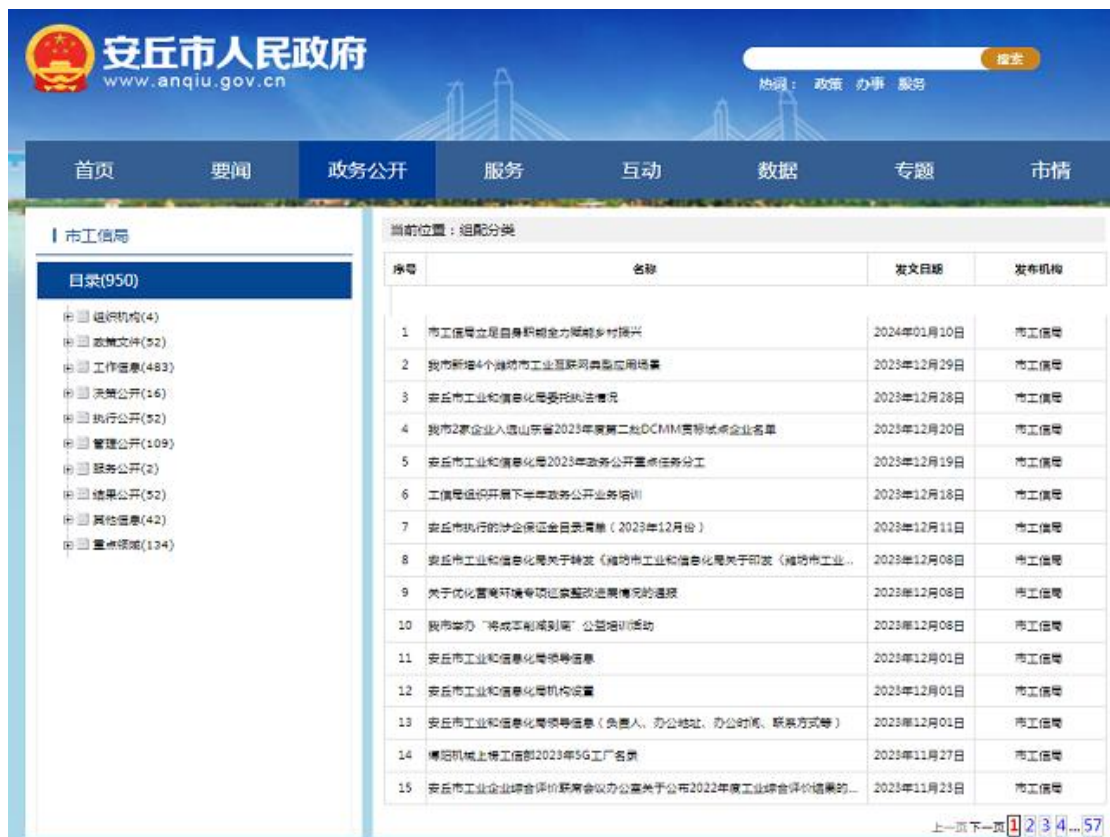 安丘市人民政府
www.anqiu.gov.cn
搜索
热词： 政策 办事 服务
首页 要闻 政务公开 服务 互动 数据 专题 市情
市工信局
目录(950)
组织机构(4)
政策文件(52)
工作信息(483)
决策公开(16)
执行公开(52)
管理公开(109)
服务公开(2)
结果公开(52)
其他信息(42)
重点领域(134)
当前位置：组配分类
序号 名称 发文日期 发布机构
1 市工信局立足自身职能全力赋能乡村振兴 2024年01月10日 市工信局
2 我市新增4个潍坊市工业互联网典型应用场景 2023年12月29日 市工信局
3 安丘市工业和信息化局委托执法情况 2023年12月28日 市工信局
4 我市2家企业入选山东省2023年度第二批DCMM贯标试点企业名单 2023年12月20日 市工信局
5 安丘市工业和信息化局2023年政务公开重点任务分工 2023年12月19日 市工信局
6 工信局组织开展下半年政务公开业务培训 2023年12月18日 市工信局
7 安丘市执行的涉企保证金目录清单（2023年12月份） 2023年12月11日 市工信局
8 安丘市工业和信息化局关于转发《潍坊市工业和信息化局关于印发《潍坊市工业... 2023年12月08日 市工信局
9 关于优化营商环境专项巡察整改进展情况的通报 2023年12月08日 市工信局
10 我市举办“将成本削减到底”公益培训活动 2023年12月08日 市工信局
11 安丘市工业和信息化局领导信息 2023年12月01日 市工信局
12 安丘市工业和信息化局机构设置 2023年12月01日 市工信局
13 安丘市工业和信息化局领导信息（负责人、办公地址、办公时间、联系方式等） 2023年12月01日 市工信局
14 博阳机械上榜工信部2023年5G工厂名录 2023年11月27日 市工信局
15 安丘市工业企业综合评价联席会议办公室关于公布2022年度工业综合评价结果的... 2023年11月23日 市工信局
上一页 下一页 1 2 3 4 ... 57